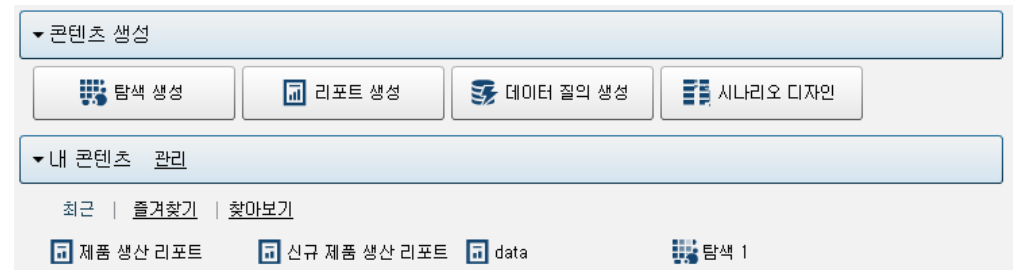 콘텐츠 생성
탐색 생성 리포트 생성 데이터 질의 생성 시나리오 디자인
내 콘텐츠 관리
최근 | 즐겨찾기 | 찾아보기
제품 생산 리포트 신규 제품 생산 리포트 data 탐색 1